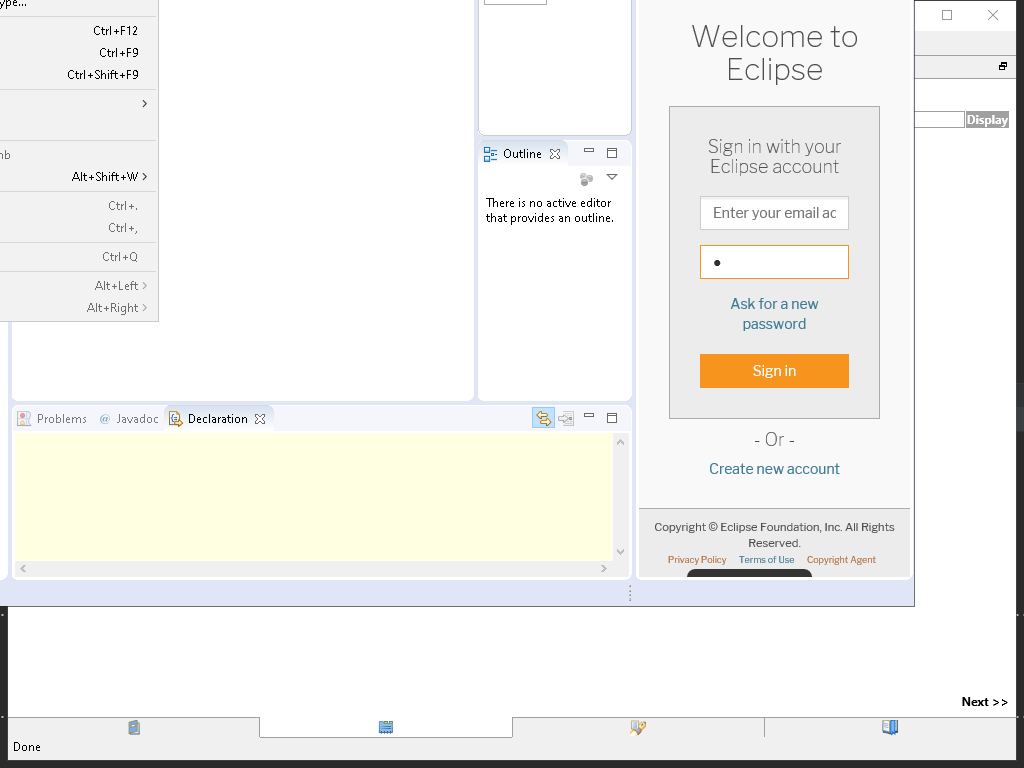 ype...
Ctrl+F12
Ctrl+F9
Ctrl+Shift+F9
nb
Alt+Shift+W
Ctrl+.
Ctrl+,
Ctrl+Q
Alt+Left
Alt+Right
Outline
There is no active editor
that provides an outline.
Problems
Javadoc
Declaration
Welcome to
Eclipse
Sign in with your
Eclipse account
Enter your email ac
Ask for a new
password
Sign in
- Or -
Create new account
Copyright © Eclipse Foundation, Inc. All Rights
Reserved.
Privacy Policy Terms of Use Copyright Agent
Display
Next >>
Done